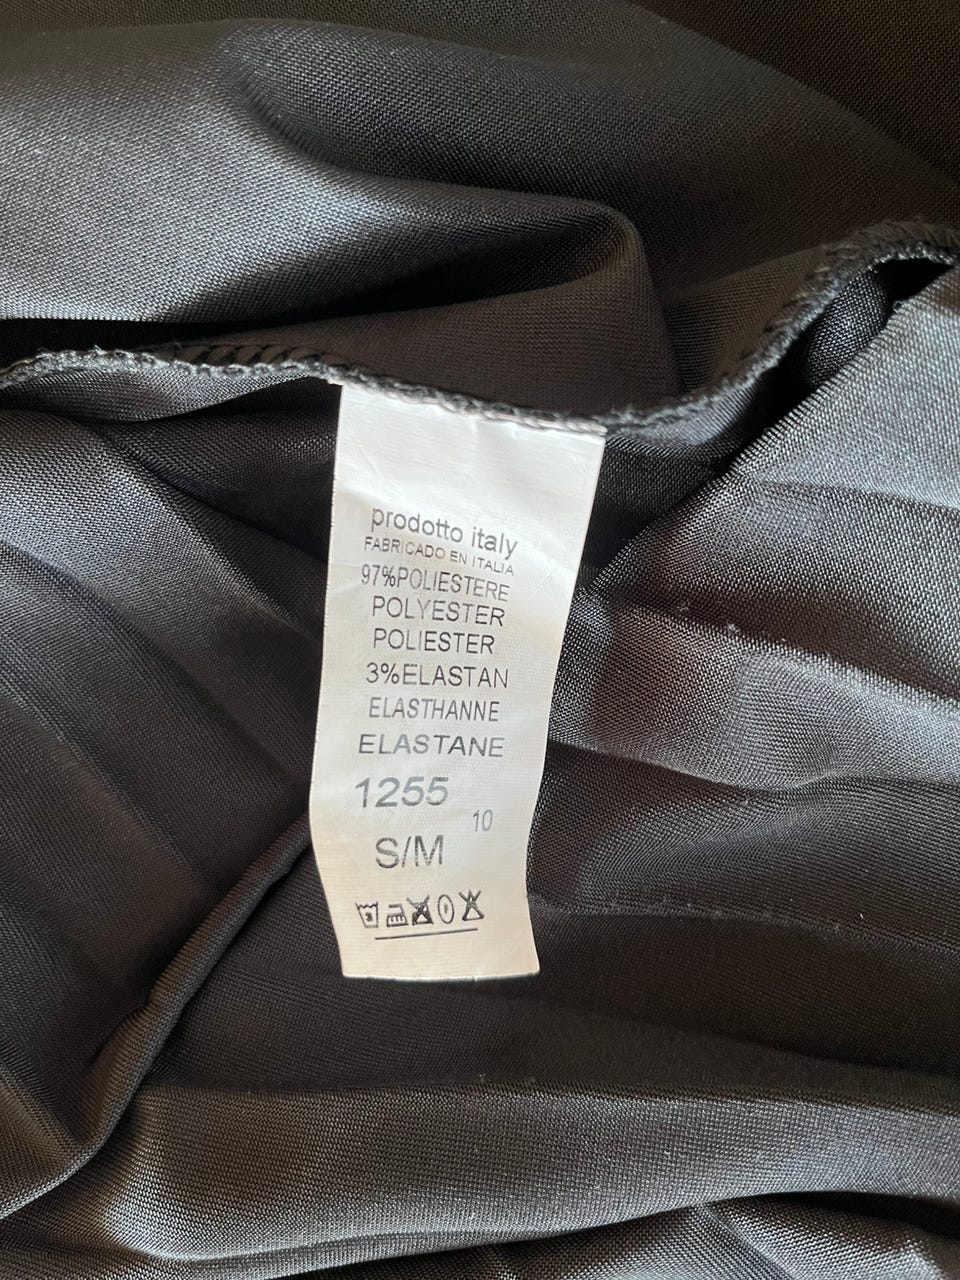 prodotto italy
FABRICADO EN ITALIA
97%POLIESTERE
POLYESTER
POLIESTER
3%ELASTAN
ELASTHANNE
ELASTANE
1255
10
S/M